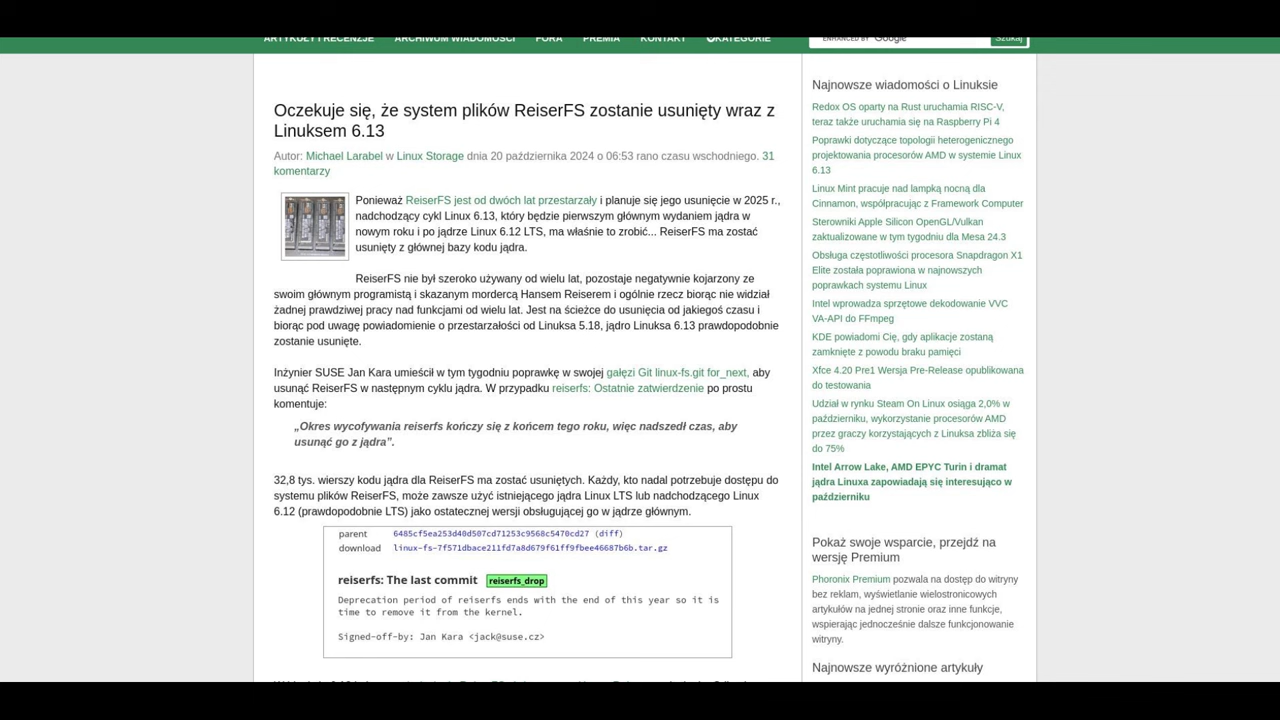 ARTYKUŁY I RECENZJE ARCHIWUM WIADOMOŚCI FORA PREMIA KONTAKT KATEGORIE
ENHANCED BY Google Szukaj
Oczekuje się, że system plików ReiserFS zostanie usunięty wraz z
Linuksem 6.13
Autor: Michael Larabel w Linux Storage dnia 20 października 2024 o 06:53 rano czasu wschodniego. 31
komentarzy
Ponieważ ReiserFS jest od dwóch lat przestarzały i planuje się jego usunięcie w 2025 r.,
nadchodzący cykl Linux 6.13, który będzie pierwszym głównym wydaniem jądra w
nowym roku i po jądrze Linux 6.12 LTS, ma właśnie to zrobić... ReiserFS ma zostać
usunięty z głównej bazy kodu jądra.
ReiserFS nie był szeroko używany od wielu lat, pozostaje negatywnie kojarzony ze
swoim głównym programistą i skazanym mordercą Hansem Reiserem i ogólnie rzecz biorąc nie widział
żadnej prawdziwej pracy nad funkcjami od wielu lat. Jest na ścieżce do usunięcia od jakiegoś czasu i
biorąc pod uwagę powiadomienie o przestarzałości od Linuksa 5.18, jądro Linuksa 6.13 prawdopodobnie
zostanie usunięte.
Inżynier SUSE Jan Kara umieścił w tym tygodniu poprawkę w swojej gałęzi Git linux-fs.git for_next, aby
usunąć ReiserFS w następnym cyklu jądra. W przypadku reiserfs: Ostatnie zatwierdzenie po prostu
komentuje:
„Okres wycofywania reiserfs kończy się z końcem tego roku, więc nadszedł czas, aby
usunąć go z jądra”.
32,8 tys. wierszy kodu jądra dla ReiserFS ma zostać usuniętych. Każdy, kto nadal potrzebuje dostępu do
systemu plików ReiserFS, może zawsze użyć istniejącego jądra Linux LTS lub nadchodzącego Linux
6.12 (prawdopodobnie LTS) jako ostatecznej wersji obsługującej go w jądrze głównym.
parent 6485cf5ea253d40d507cd71253c9568c5470cd27 (diff)
download linux-fs-7f571dbace211fd7a8d679f61ff9fbee46687b6b.tar.gz
reiserfs: The last commit reiserfs_drop
Deprecation period of reiserfs ends with the end of this year so it is
time to remove it from the kernel.
Signed-off-by: Jan Kara <jack@suse.cz>
Najnowsze wiadomości o Linuksie
Redox OS oparty na Rust uruchamia RISC-V,
teraz także uruchamia się na Raspberry Pi 4
Poprawki dotyczące topologii heterogenicznego
projektowania procesorów AMD w systemie Linux
6.13
Linux Mint pracuje nad lampką nocną dla
Cinnamon, współpracując z Framework Computer
Sterowniki Apple Silicon OpenGL/Vulkan
zaktualizowane w tym tygodniu dla Mesa 24.3
Obsługa częstotliwości procesora Snapdragon X1
Elite została poprawiona w najnowszych
poprawkach systemu Linux
Intel wprowadza sprzętowe dekodowanie VVC
VA-API do FFmpeg
KDE powiadomi Cię, gdy aplikacje zostaną
zamknięte z powodu braku pamięci
Xfce 4.20 Pre1 Wersja Pre-Release opublikowana
do testowania
Udział w rynku Steam On Linux osiąga 2,0% w
październiku, wykorzystanie procesorów AMD
przez graczy korzystających z Linuksa zbliża się
do 75%
Intel Arrow Lake, AMD EPYC Turin i dramat
jądra Linuxa zapowiadają się interesująco w
październiku
Pokaż swoje wsparcie, przejdź na
wersję Premium
Phoronix Premium pozwala na dostęp do witryny
bez reklam, wyświetlanie wielostronicowych
artykułów na jednej stronie oraz inne funkcje,
wspierając jednocześnie dalsze funkcjonowanie
witryny.
Najnowsze wyróżnione artykuły